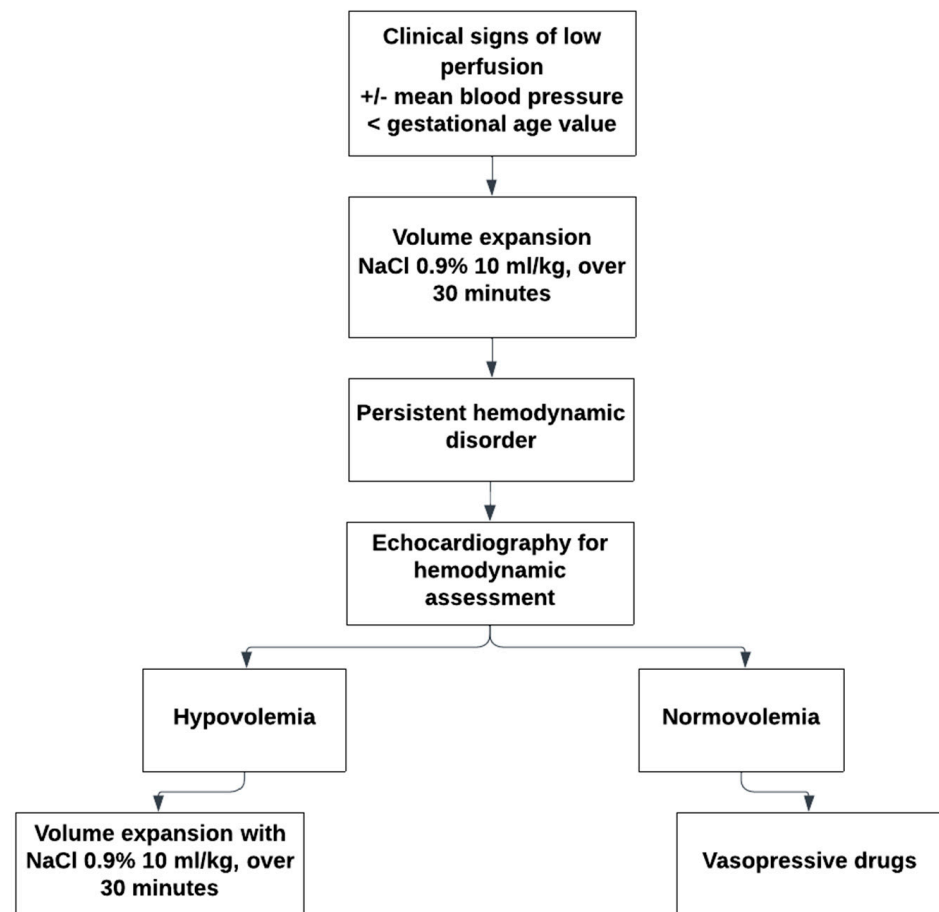 Clinical signs of low
perfusion
+/- mean blood pressure
< gestational age value
Volume expansion
NaCl 0.9% 10 ml/kg, over
30 minutes
Persistent hemodynamic
disorder
Echocardiography for
hemodynamic
assessment
Hypovolemia
Normovolemia
Volume expansion with
NaCl 0.9% 10 ml/kg, over
30 minutes
Vasopressive drugs